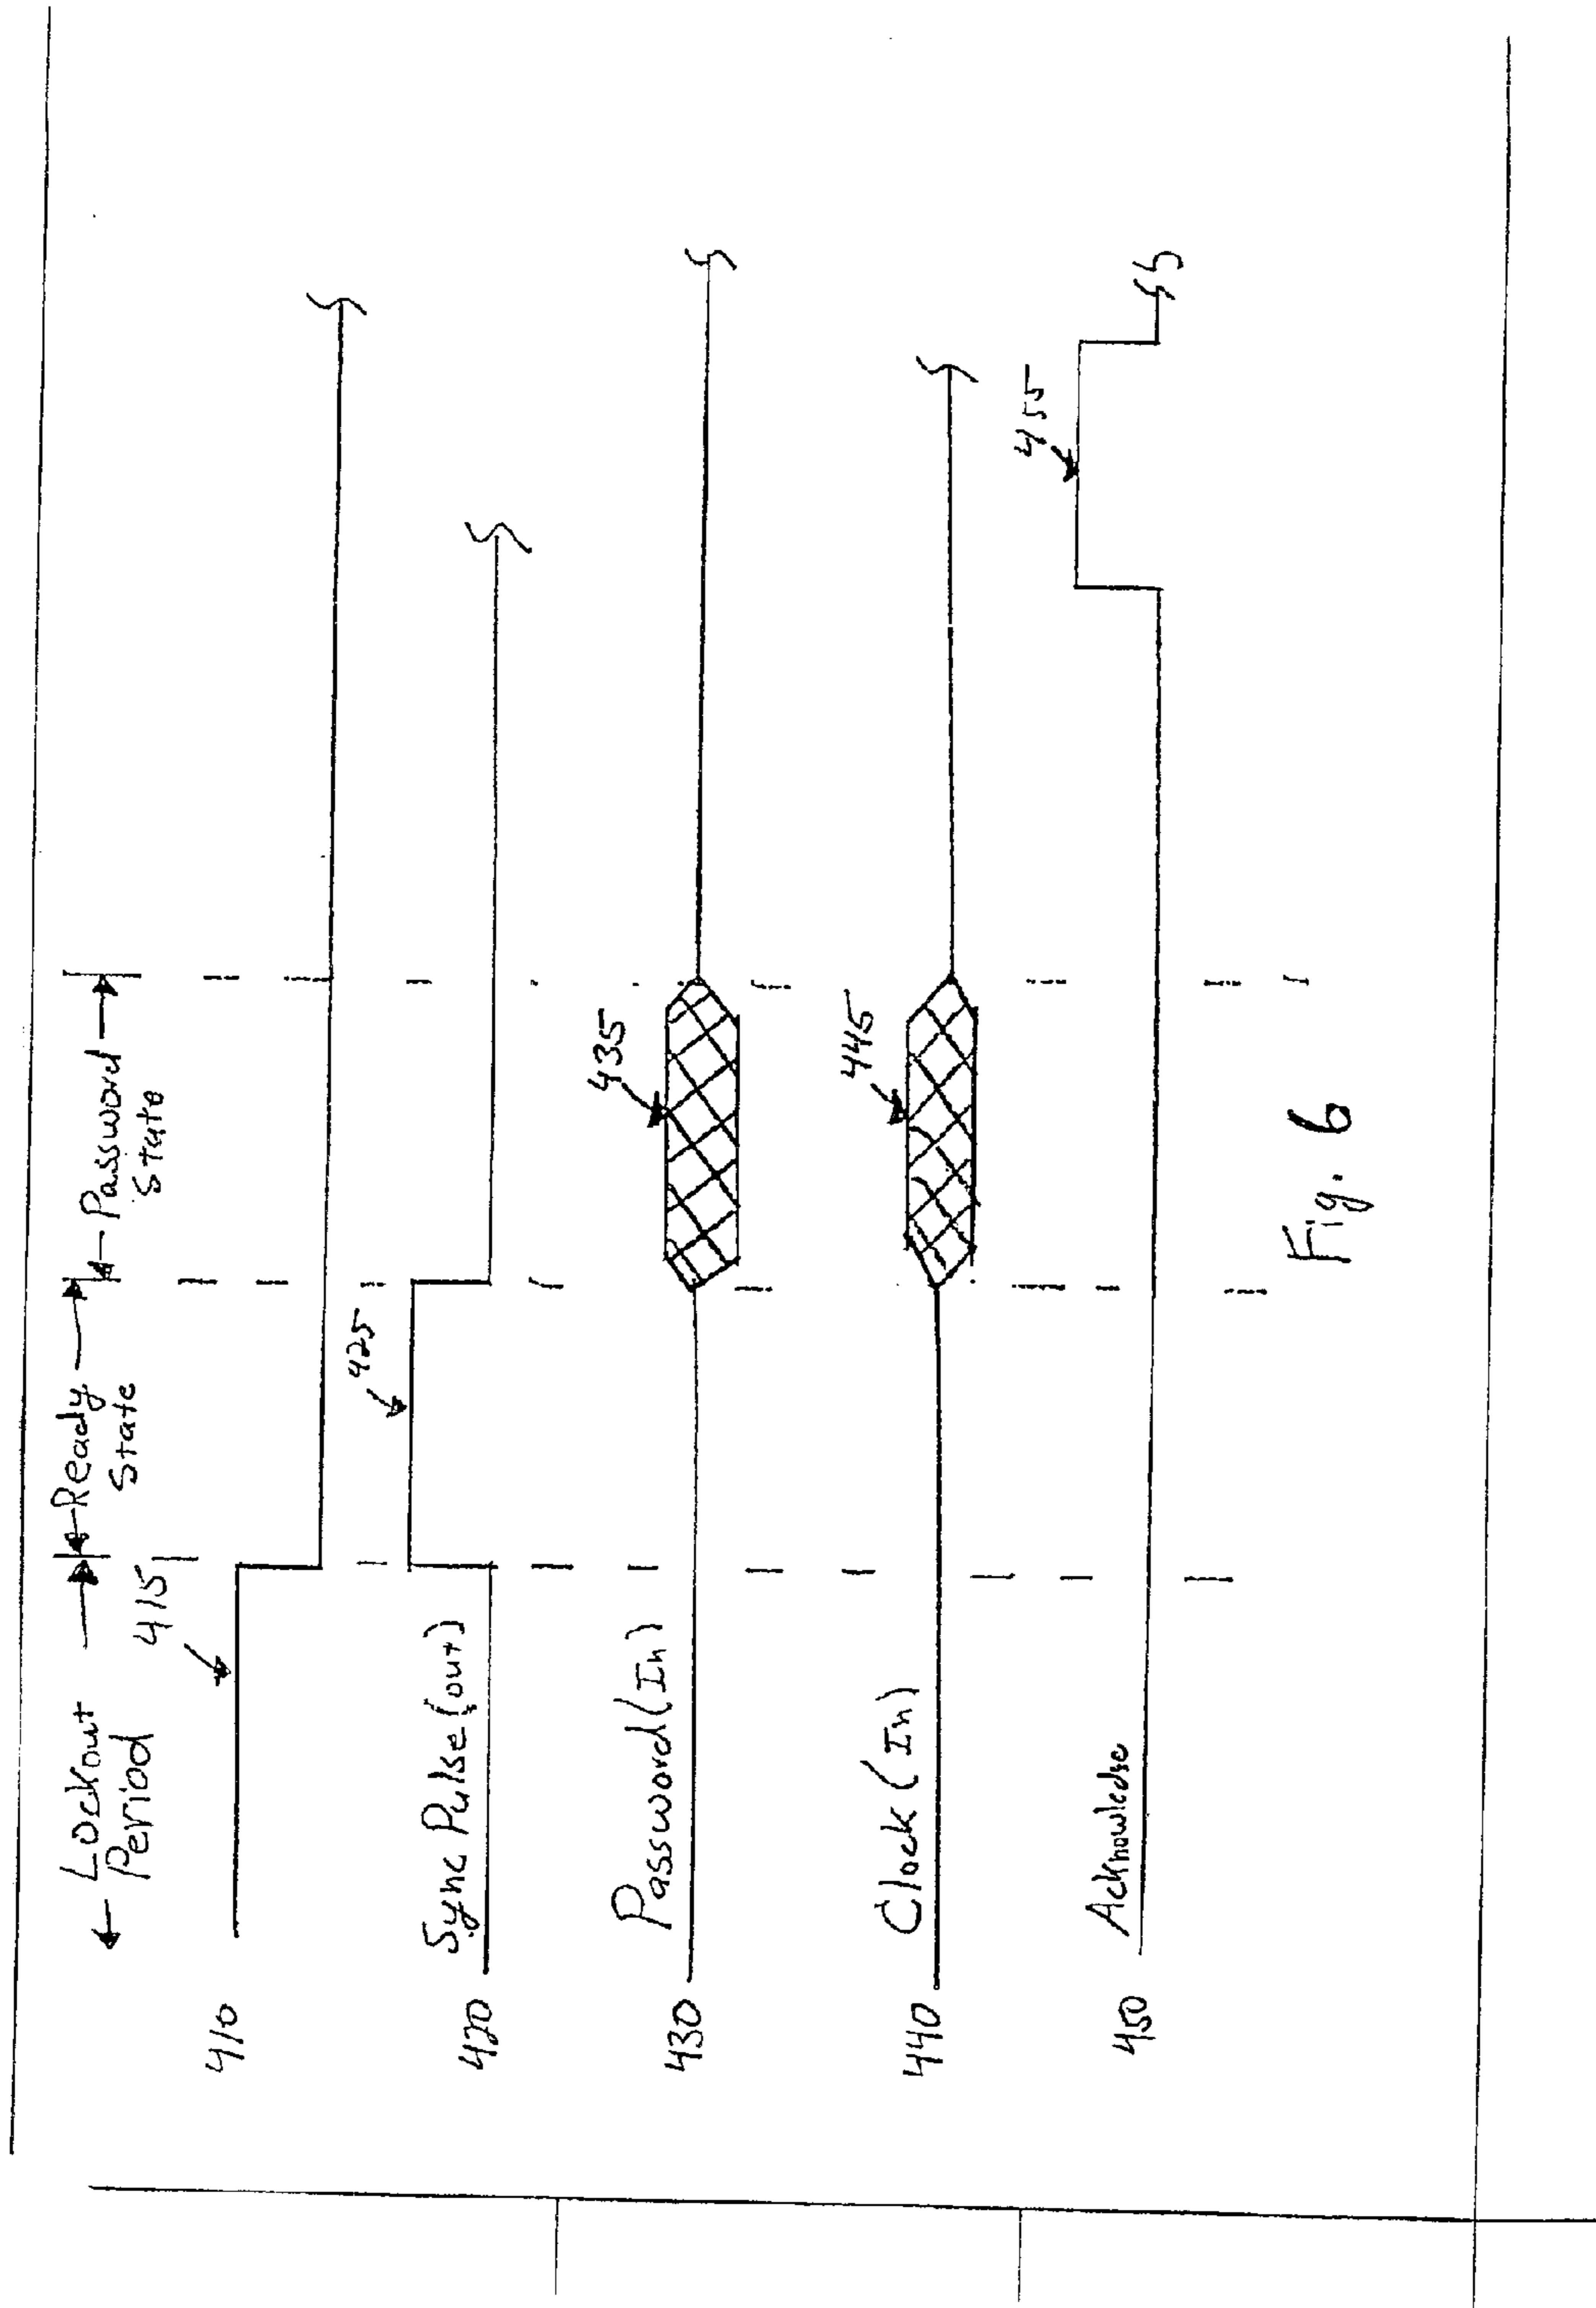 ← Lockout → ←Ready→ ←Password→
Period State State
415
410
425
Sync Pulse (out)
420
435
Password (In)
430
445
Clock (In)
440
455
Acknowledge
450
Fig. 6